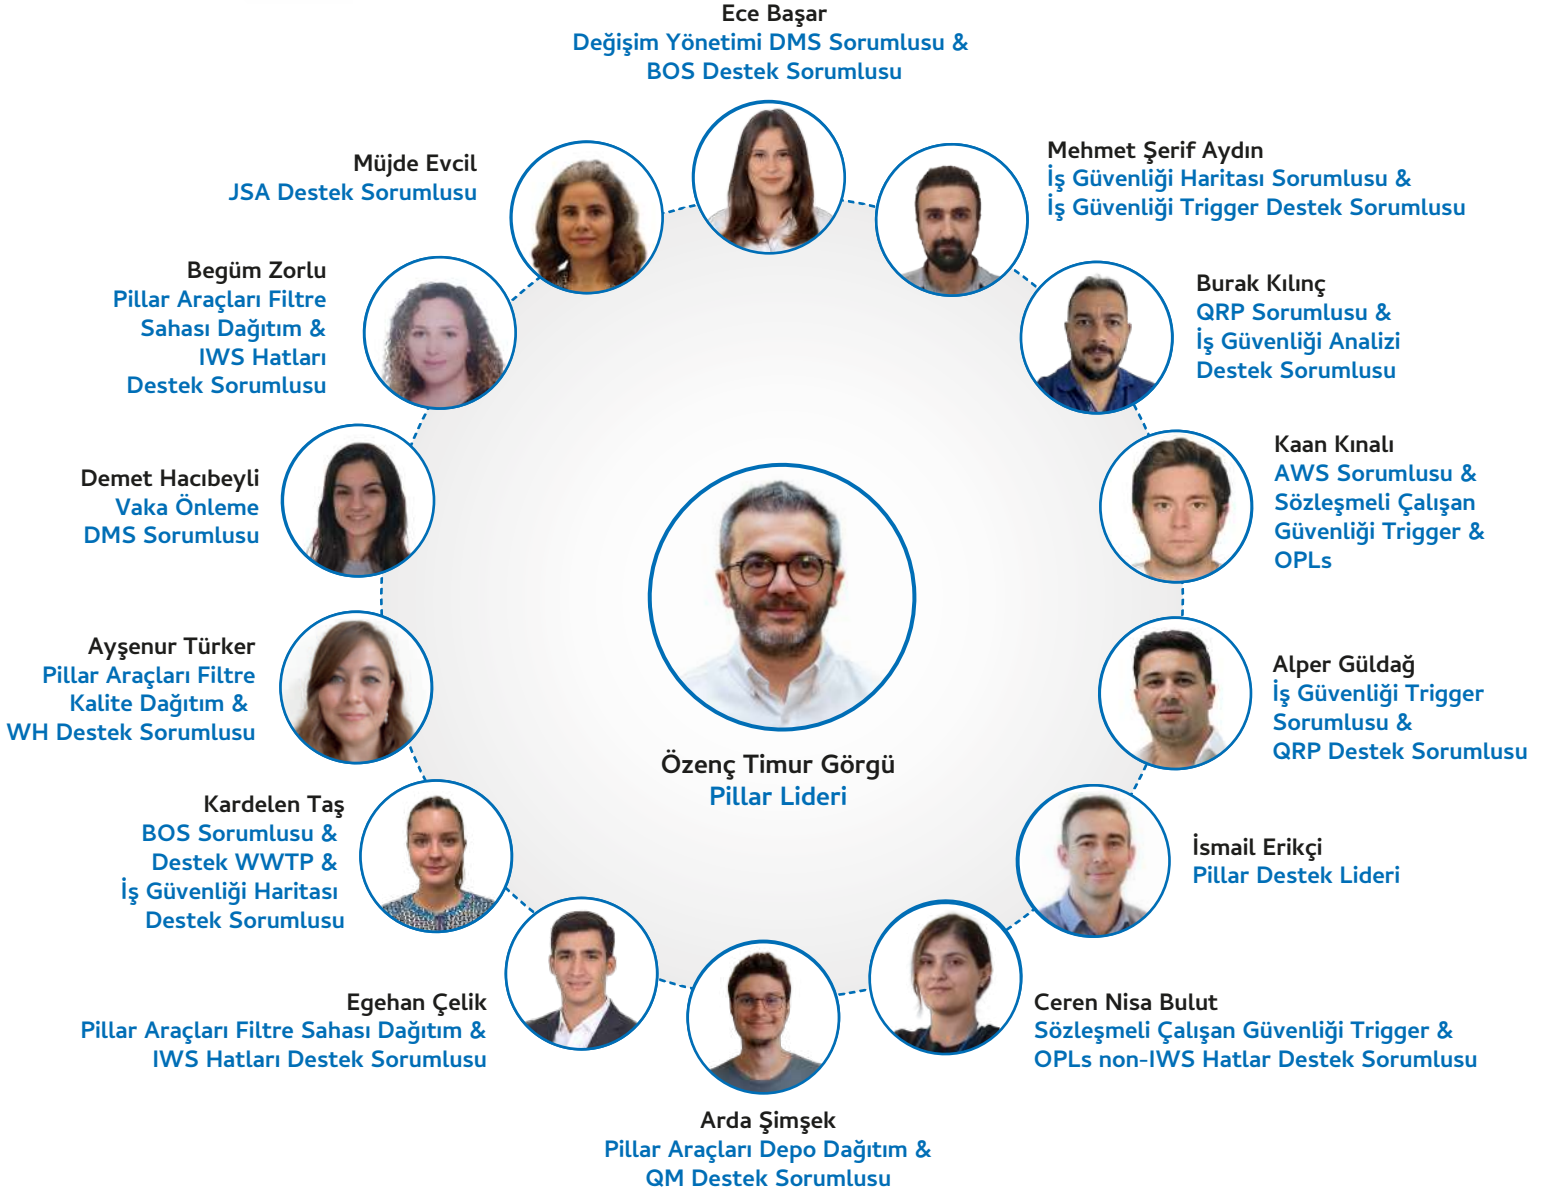 Ece Başar
Değişim Yönetimi DMS Sorumlusu &
BOS Destek Sorumlusu
Mehmet Şerif Aydın
İş Güvenliği Haritası Sorumlusu &
İş Güvenliği Trigger Destek Sorumlusu
Müjde Evcil
JSA Destek Sorumlusu
Begüm Zorlu
Pillar Araçları Filtre
Sahası Dağıtım &
IWS Hatları
Destek Sorumlusu
Burak Kılınç
QRP Sorumlusu &
İş Güvenliği Analizi
Destek Sorumlusu
Kaan Kınalı
AWS Sorumlusu &
Sözleşmeli Çalışan
Güvenliği Trigger &
OPLs
Demet Hacıbeyli
Vaka Önleme
DMS Sorumlusu
Ayşenur Türker
Pillar Araçları Filtre
Kalite Dağıtım &
WH Destek Sorumlusu
Alper Güldağ
İş Güvenliği Trigger
Sorumlusu &
QRP Destek Sorumlusu
Özenç Timur Görgü
Pillar Lideri
Kardelen Taş
BOS Sorumlusu &
Destek WWTP &
İş Güvenliği Haritası
Destek Sorumlusu
İsmail Erikçi
Pillar Destek Lideri
Egehan Çelik
Pillar Araçları Filtre Sahası Dağıtım &
IWS Hatları Destek Sorumlusu
Ceren Nisa Bulut
Sözleşmeli Çalışan Güvenliği Trigger &
OPLs non-IWS Hatlar Destek Sorumlusu
Arda Şimşek
Pillar Araçları Depo Dağıtım &
QM Destek Sorumlusu